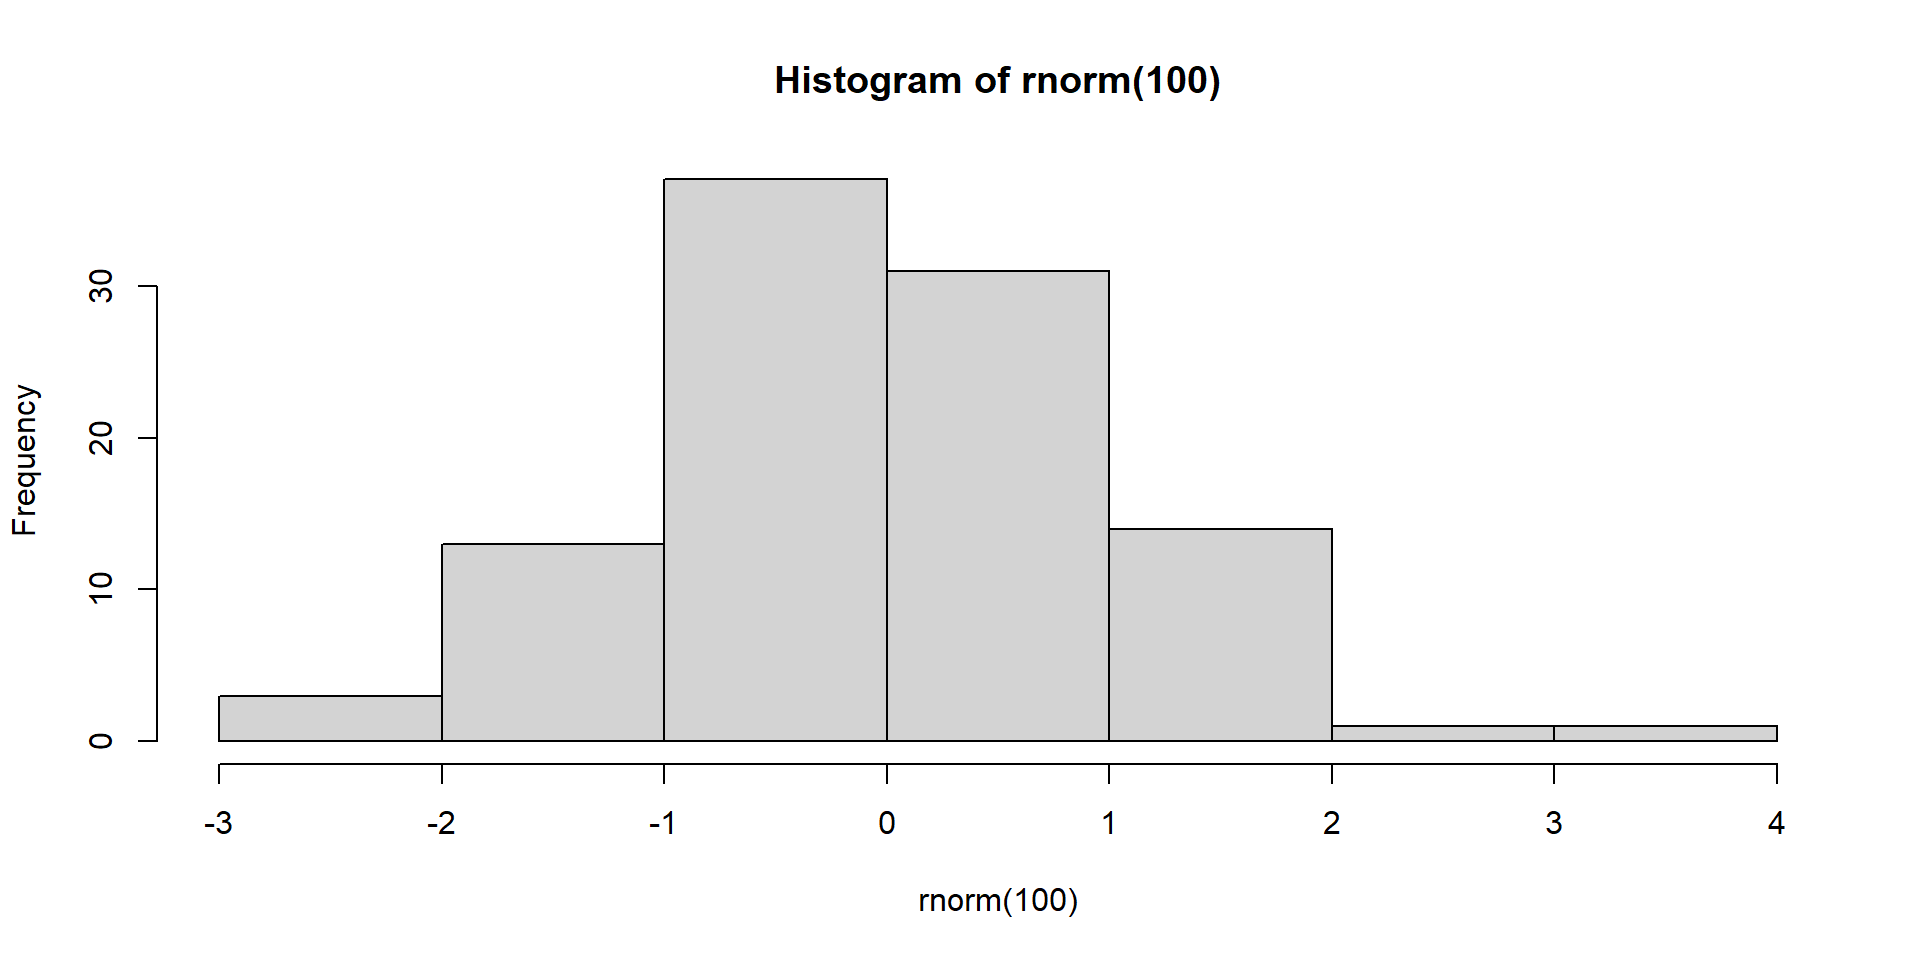 Histogram of rnorm(100)
Frequency
30
20
10
0
-3 -2 -1 0 1 2 3 4
rnorm(100)